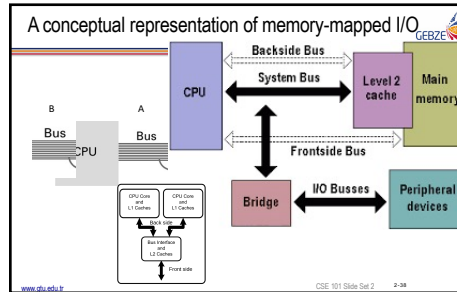 A conceptual representation of memory-mapped I/O
GEBZE
Backside Bus
System Bus
CPU
Level 2
cache
Main
memory
B
A
Bus
Bus
CPU
Frontside Bus
CPU Core
and
L1 Caches
CPU Core
and
L1 Caches
Back side
Bus Interface
and
L2 Caches
Front side
Bridge
I/O Busses
Peripheral
devices
www.gtu.edu.tr
CSE 101 Slide Set 2
2-38